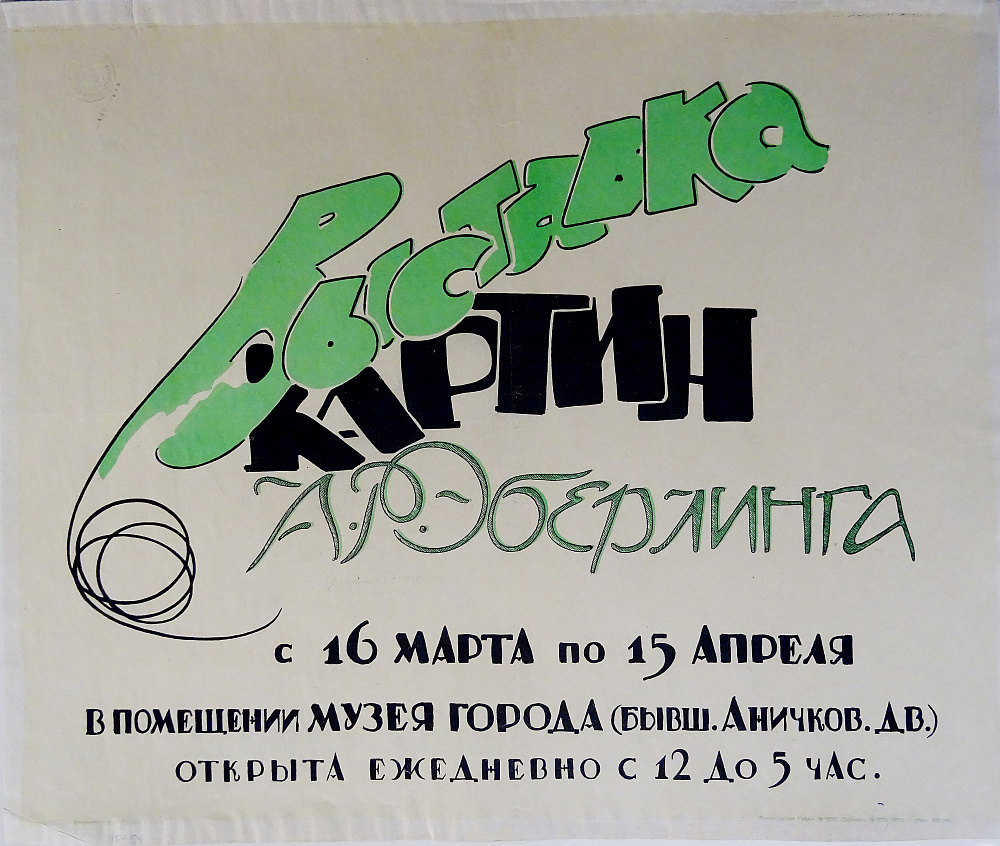 Выставка
КАРТИН
А.Р. Эберлинга
с 16 МАРТА по 15 АПРЕЛЯ
В ПОМЕЩЕНИИ МУЗЕЯ ГОРОДА (БЫВШ. АНИЧКОВ. ДВ.)
ОТКРЫТА ЕЖЕДНЕВНО С 12 ДО 5 ЧАС.